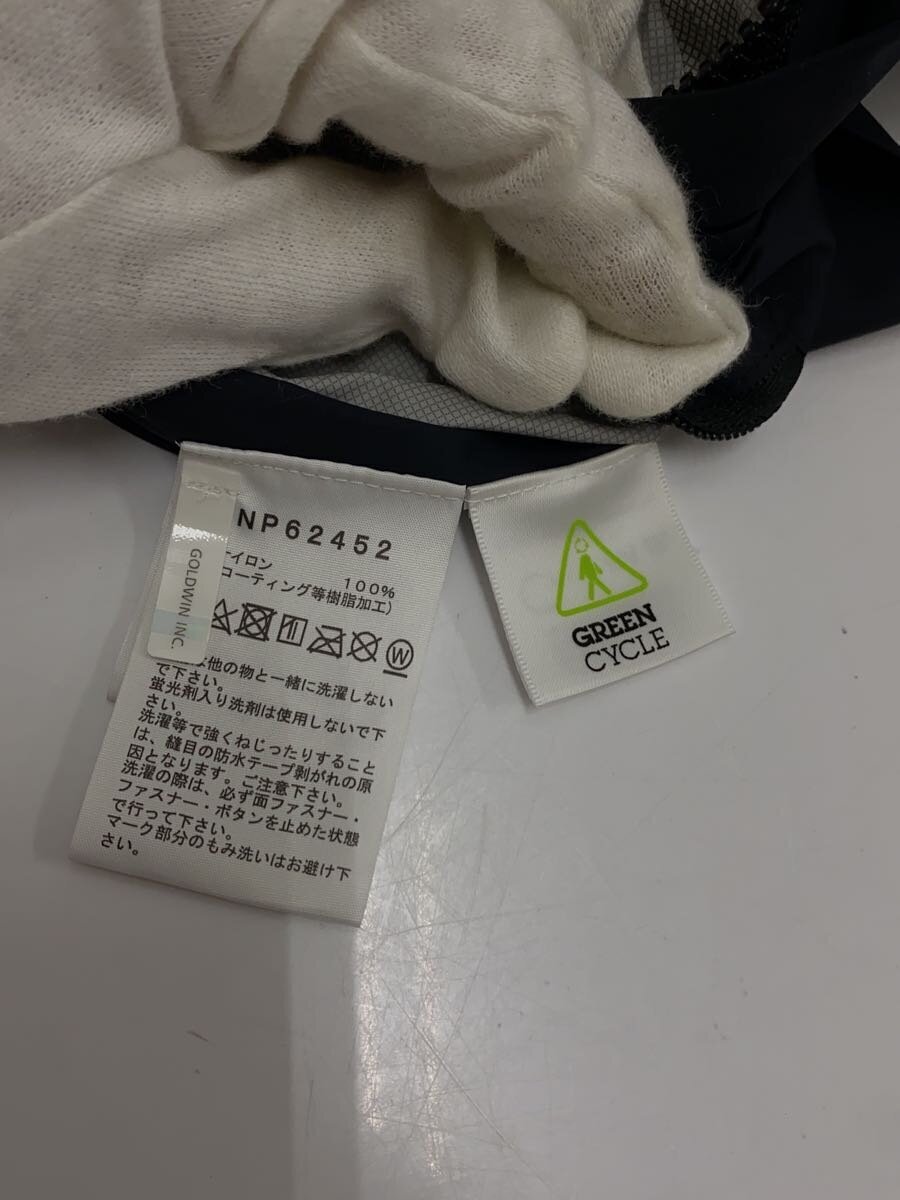 NP62452
GOLDWIN INC.
イロン 100%
コーティング等樹脂加工)
W
他の物と一緒に洗濯しない
で下さい。
蛍光剤入り洗剤は使用しないで下
さい。
洗濯等で強くねじったりすること
は、縫目の防水テープ剥がれの原
因となります。ご注意下さい。
洗濯の際は、必ず面ファスナー・
ファスナー・ボタンを止めた状態
で行って下さい。
マーク部分のもみ洗いはお避け下
さい。
GREEN
CYCLE